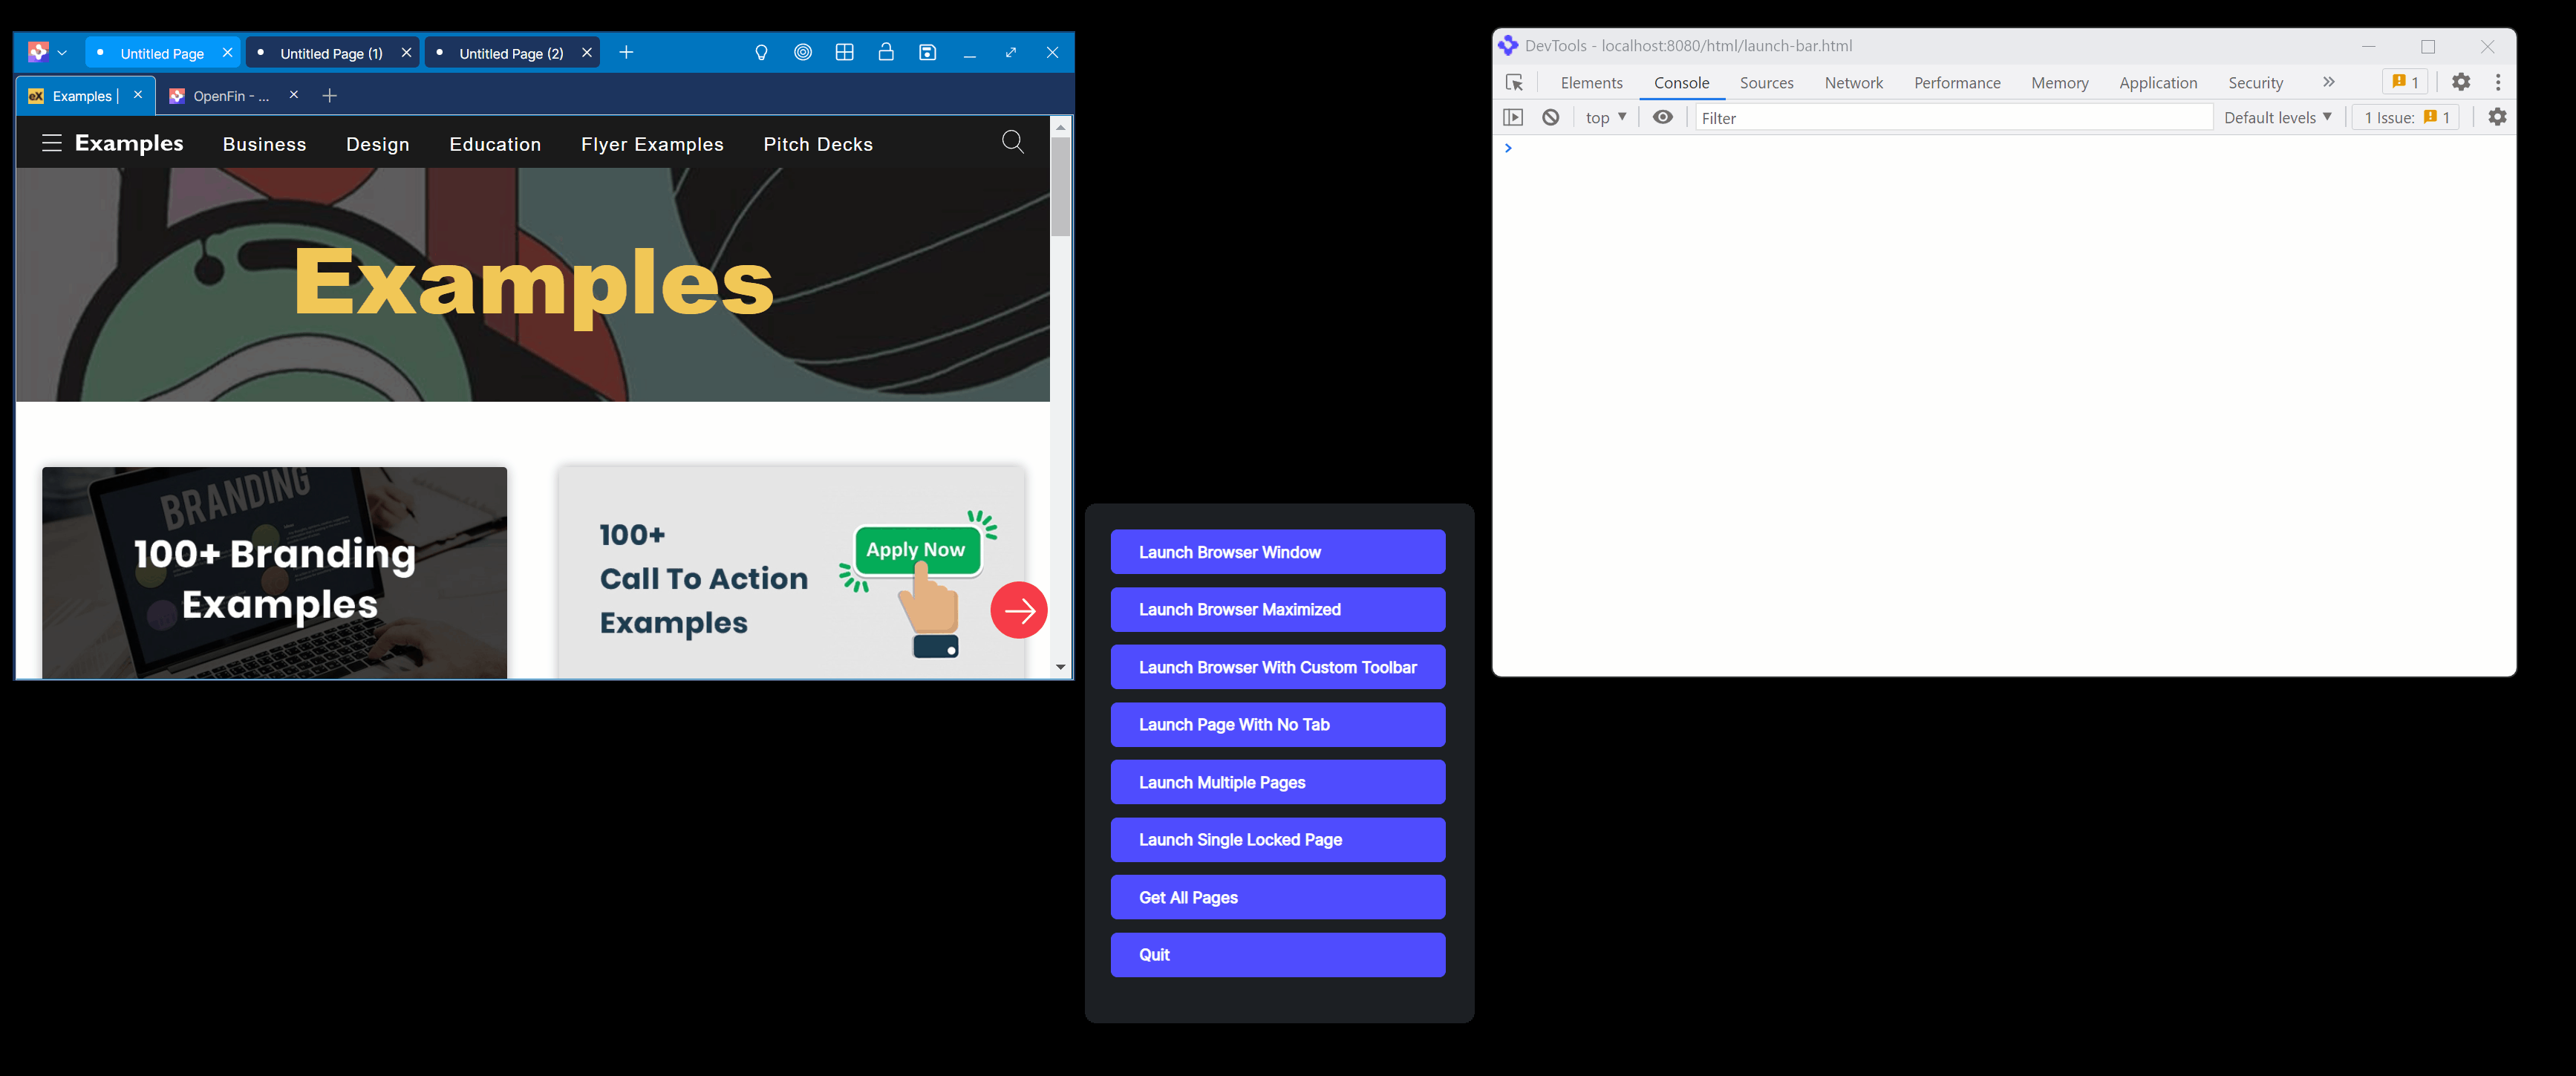 Untitled Page
Untitled Page (1)
Untitled Page (2)
eX Examples |
OpenFin - ...
Examples
Business
Design
Education
Flyer Examples
Pitch Decks
Examples
BRANDING
100+ Branding
Examples
100+
Call To Action
Examples
Apply Now
Launch Browser Window
Launch Browser Maximized
Launch Browser With Custom Toolbar
Launch Page With No Tab
Launch Multiple Pages
Launch Single Locked Page
Get All Pages
Quit
DevTools - localhost:8080/html/launch-bar.html
Elements
Console
Sources
Network
Performance
Memory
Application
Security
1
top
Filter
Default levels
1 Issue: 1